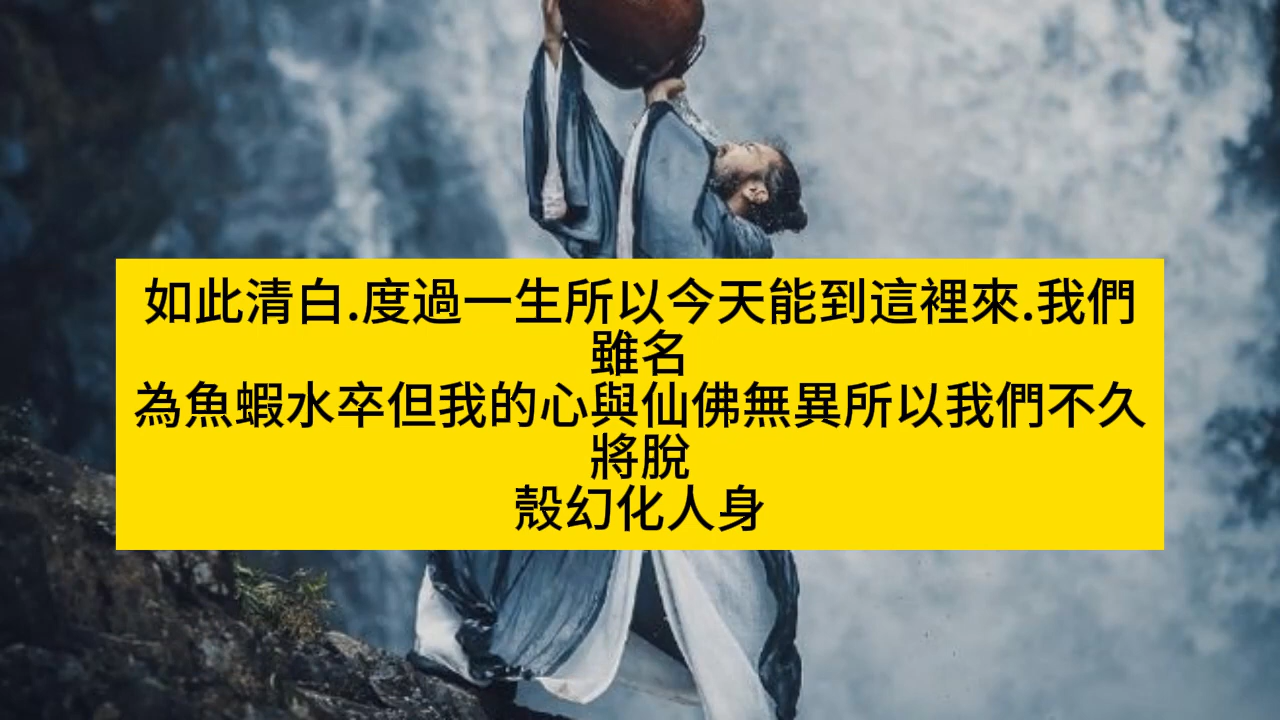 如此清白.度過一生所以今天能到這裡來.我們
雖名
為魚蝦水卒但我的心與仙佛無異所以我們不久
將脫
殼幻化人身